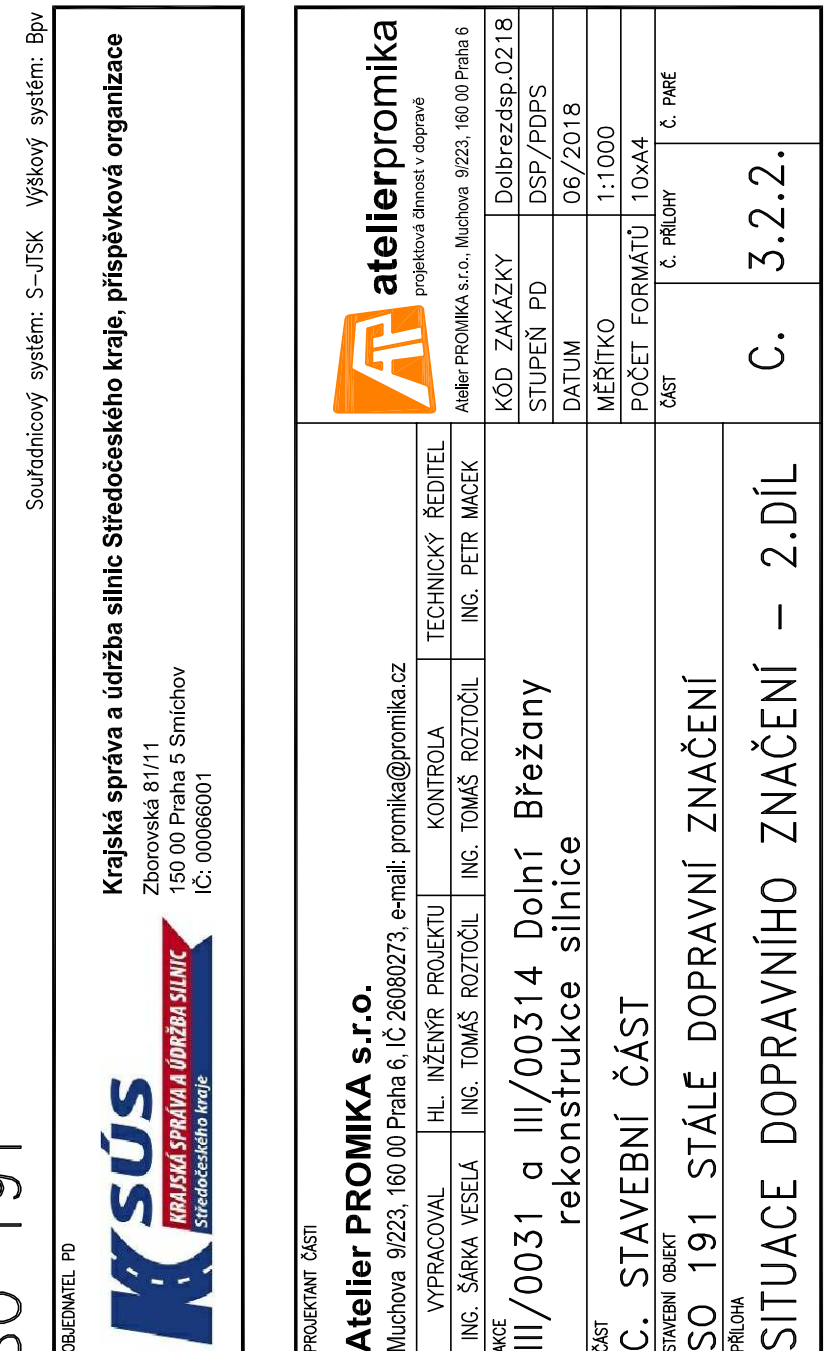 SO 191
Souřadnicový systém: S-JTSK Výškový systém: Bpv
OBJEDNATEL PD
KSÚS
KRAJSKÁ SPRÁVA A ÚDRŽBA SILNIC
Středočeského kraje
Krajská správa a údržba silnic Středočeského kraje, příspěvková organizace
Zborovská 81/11
150 00 Praha 5 Smíchov
IČ: 00066001
PROJEKTANT ČÁSTI
Atelier PROMIKA s.r.o.
Muchova 9/223, 160 00 Praha 6, IČ 26080273, e-mail: promika@promika.cz
atelierpromika
projektová činnost v dopravě
Atelier PROMIKA s.r.o., Muchova 9/223, 160 00 Praha 6
VYPRACOVAL HL. INŽENÝR PROJEKTU KONTROLA TECHNICKÝ ŘEDITEL
ING. ŠÁRKA VESELÁ ING. TOMÁŠ ROZTOČIL ING. TOMÁŠ ROZTOČIL ING. PETR MACEK
AKCE
III/0031 a III/00314 Dolní Břežany
rekonstrukce silnice
KÓD ZAKÁZKY Dolbrezdsp.0218
STUPEŇ PD DSP/PDPS
DATUM 06/2018
MĚŘÍTKO 1:1000
POČET FORMÁTŮ 10xA4
ČÁST
C. STAVEBNÍ ČÁST
STAVEBNÍ OBJEKT
SO 191 STÁLÉ DOPRAVNÍ ZNAČENÍ
PŘÍLOHA
SITUACE DOPRAVNÍHO ZNAČENÍ – 2.DÍL
ČÁST Č. PŘÍLOHY Č. PARÉ
C. 3.2.2.